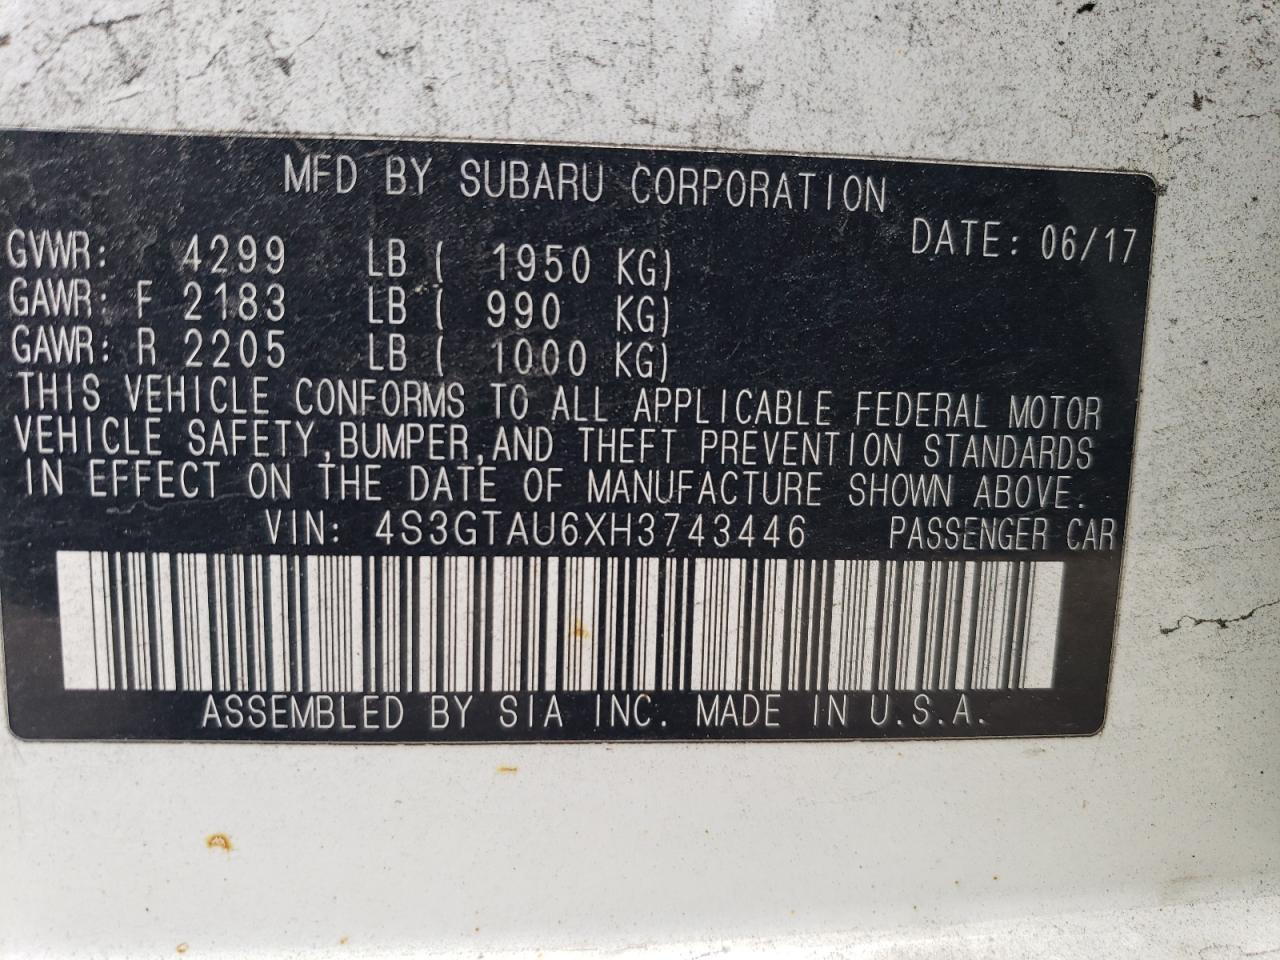 MFD BY SUBARU CORPORATION
DATE: 06/17
GVWR: 4299 LB ( 1950 KG)
GAWR: F 2183 LB ( 990 KG)
GAWR: R 2205 LB ( 1000 KG)
THIS VEHICLE CONFORMS TO ALL APPLICABLE FEDERAL MOTOR
VEHICLE SAFETY,BUMPER,AND THEFT PREVENTION STANDARDS
IN EFFECT ON THE DATE OF MANUFACTURE SHOWN ABOVE.
VIN: 4S3GTAU6XH3743446 PASSENGER CAR
ASSEMBLED BY SIA INC. MADE IN U.S.A.